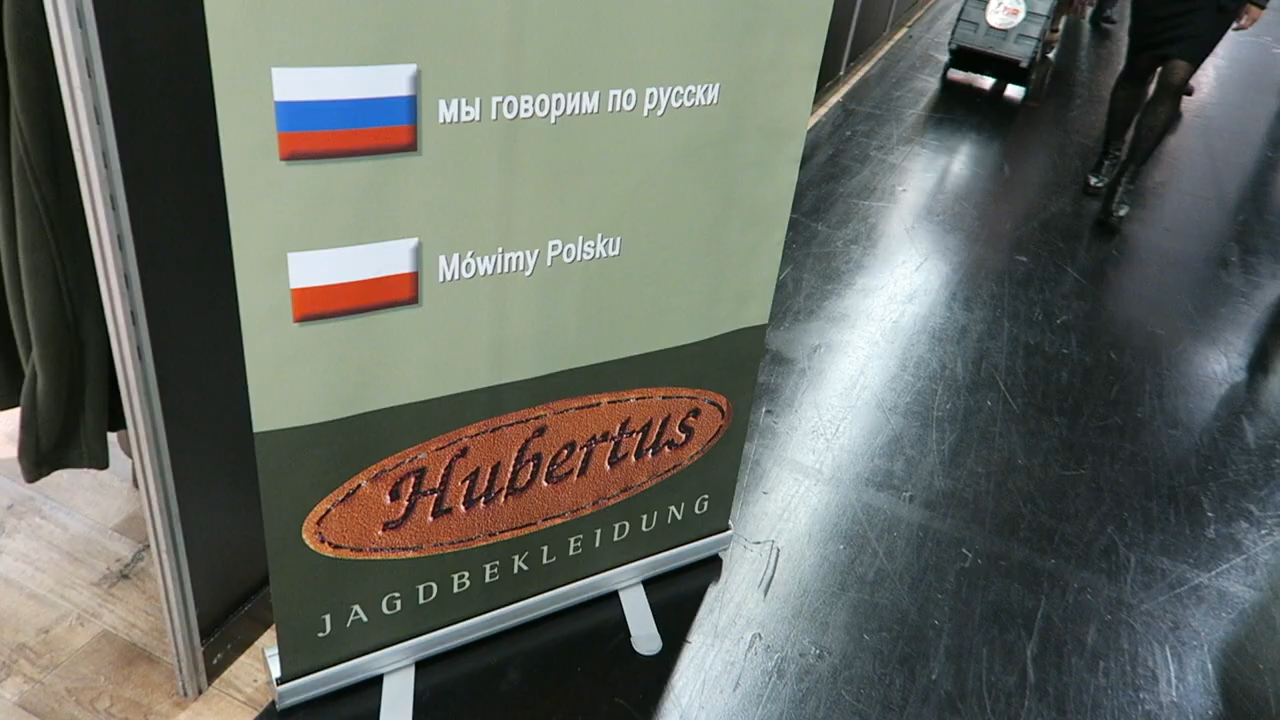 мы говорим по русски
Mówimy Polsku
Hubertus
JAGDBEKLEIDUNG